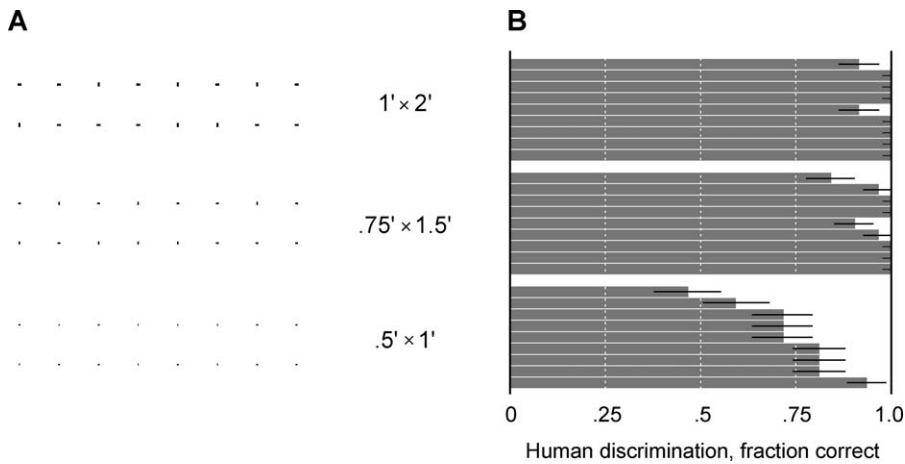 A
B
1' × 2'
.75' × 1.5'
.5' × 1'
0 .25 .5 .75 1.0
Human discrimination, fraction correct